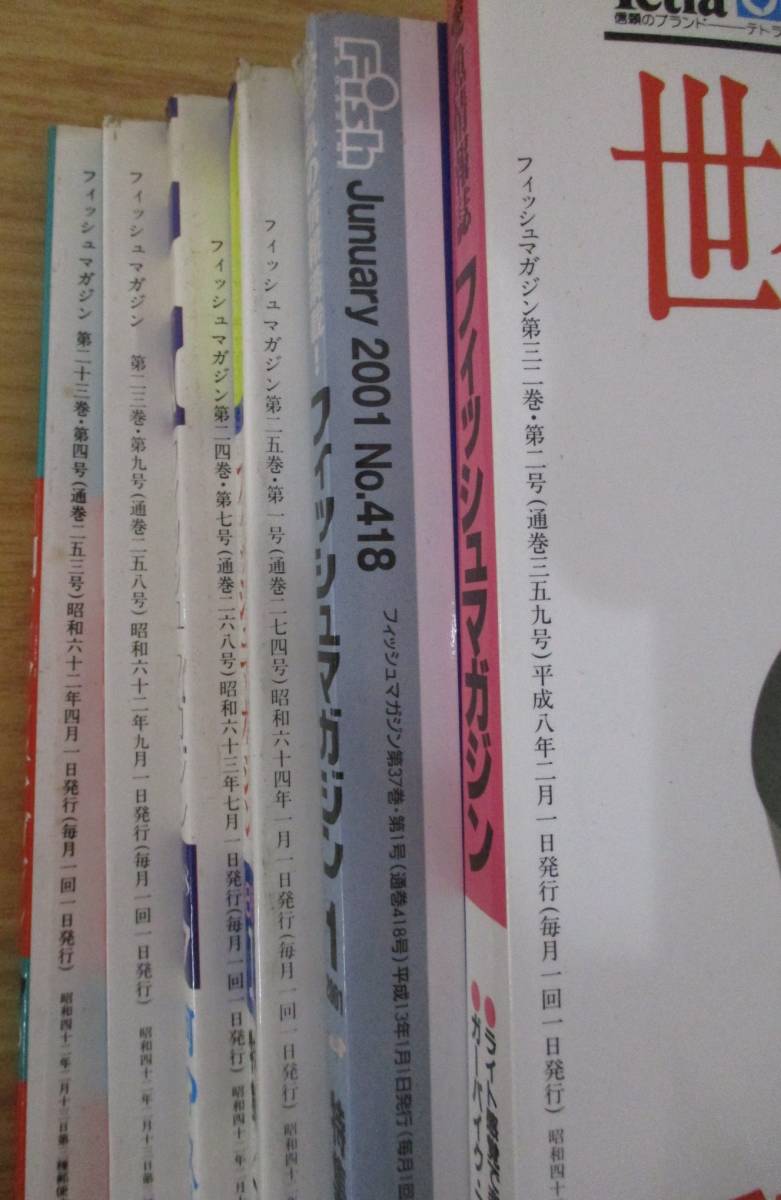 フィッシュマガジン 第二十三巻・第四号(通巻二五三号)昭和六十二年四月一日発行(毎月一回一日発行)
フィッシュマガジン 第二三巻・第九号(通巻二五八号)昭和六十二年九月一日発行(毎月一回一日発行)
フィッシュマガジン第二四巻・第七号(通巻二六八号)昭和六十三年七月一日発行(毎月一回一日発行)
フィッシュマガジン第二五巻・第一号(通巻二七四号)昭和六十四年一月一日発行(毎月一回一日発行)
フィッシュマガジン 1
2001
Fish
Junuary 2001 No.418
フィッシュマガジン第37巻・第1号(通巻418号)平成13年1月1日発行(毎月1回
フィッシュマガジン
フィッシュマガジン第三二巻・第二号(通巻三五九号)平成八年二月一日発行(毎月一回一日発行)
Tetra
信頼のブランド──テトラ
世